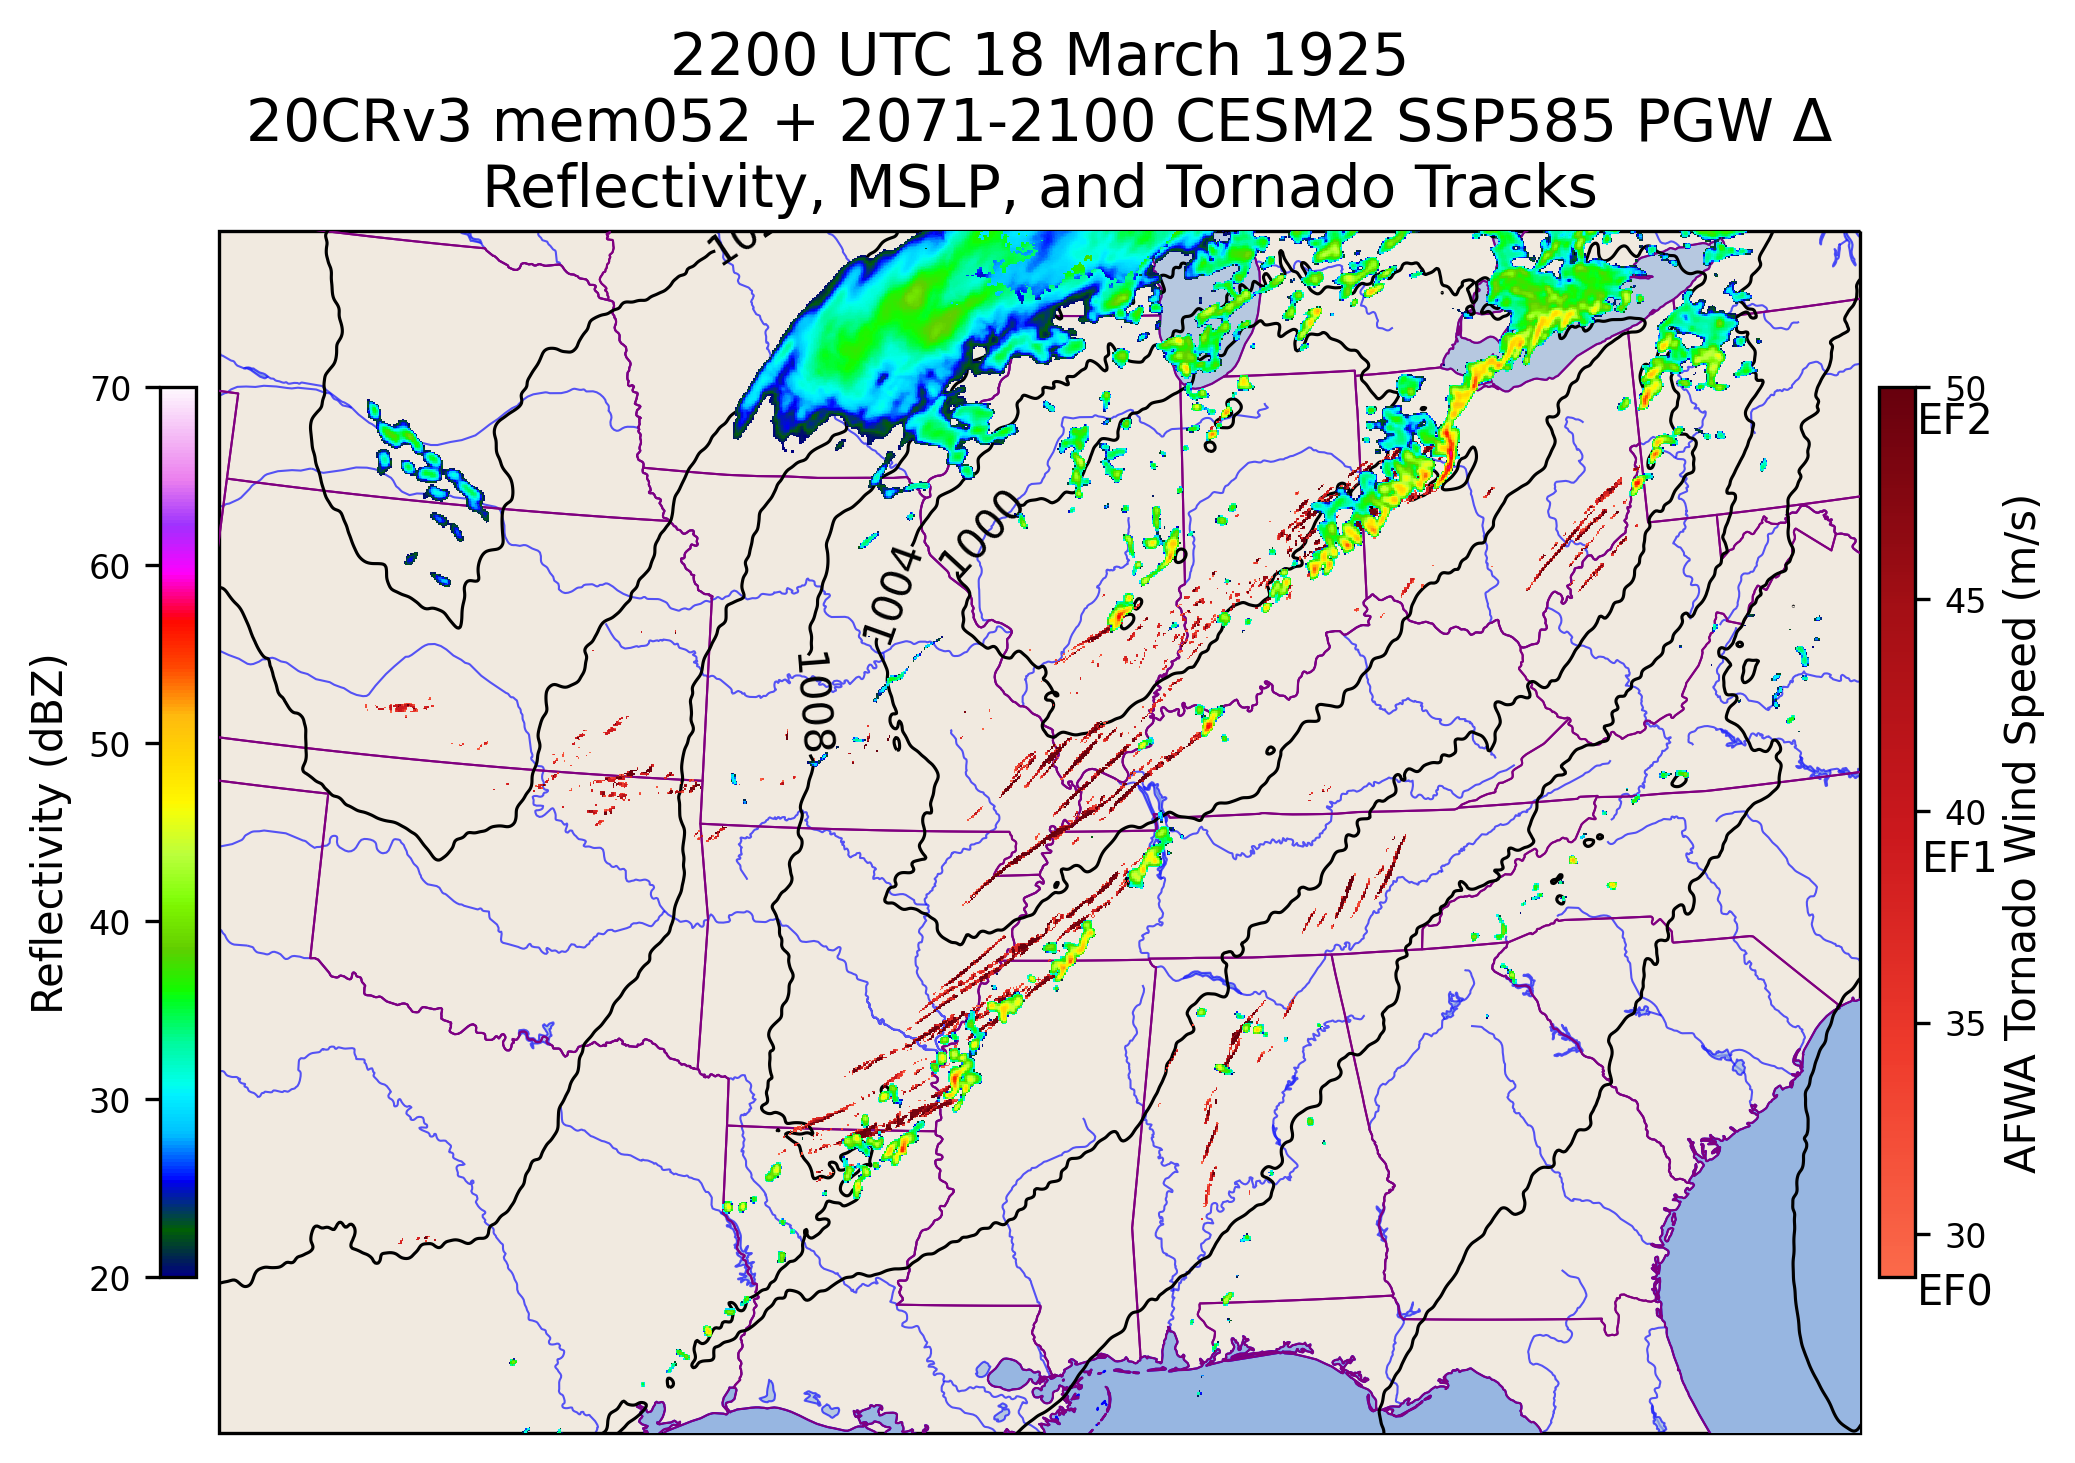 2200 UTC 18 March 1925
20CRv3 mem052 + 2071-2100 CESM2 SSP585 PGW Δ
Reflectivity, MSLP, and Tornado Tracks
70
60
50
40
30
20
Reflectivity (dBZ)
1000
1004
1008
50
EF2
45
40
EF1
35
30
EF0
AFWA Tornado Wind Speed (m/s)